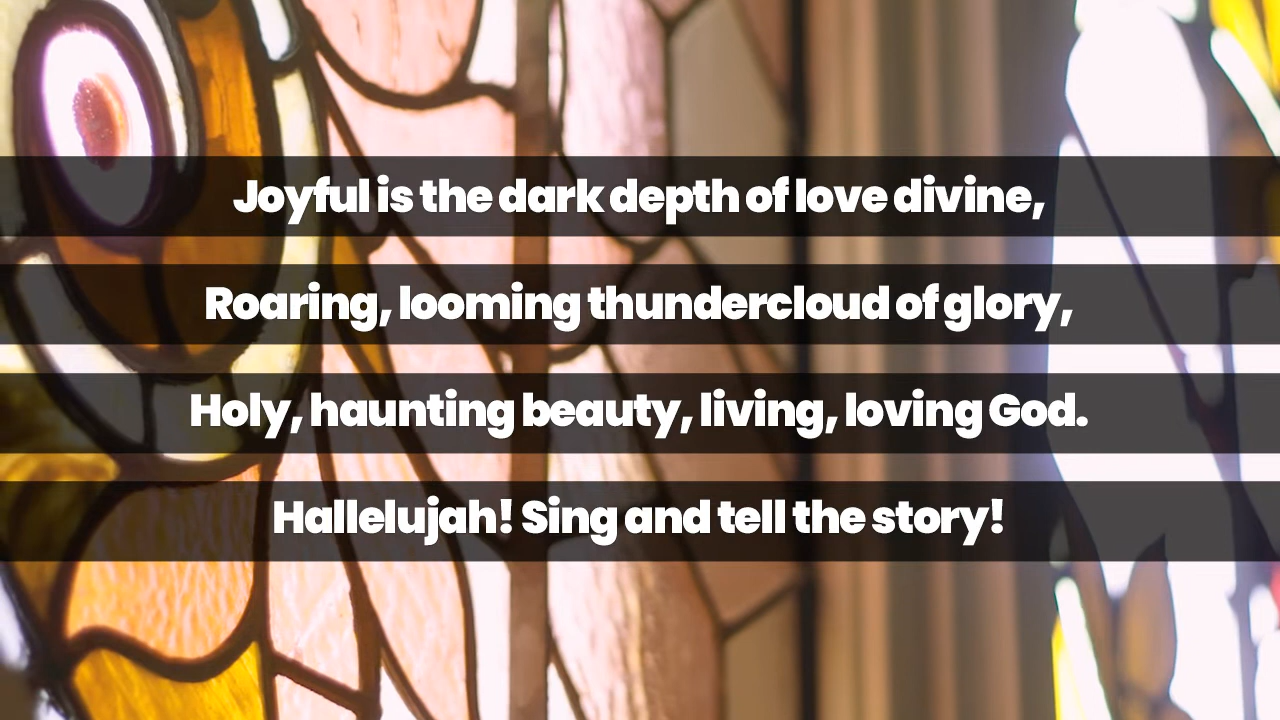 Joyful is the dark depth of love divine,
Roaring, looming thundercloud of glory,
Holy, haunting beauty, living, loving God.
Hallelujah! Sing and tell the story!